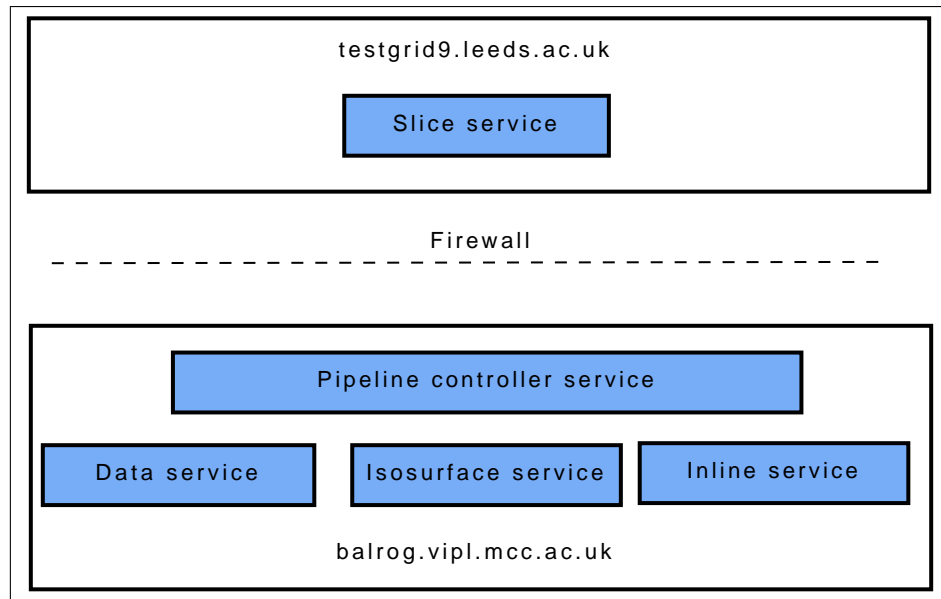 testgrid9.leeds.ac.uk
Slice service
Firewall
Pipeline controller service
Data service
Isosurface service
Inline service
balrog.vipl.mcc.ac.uk